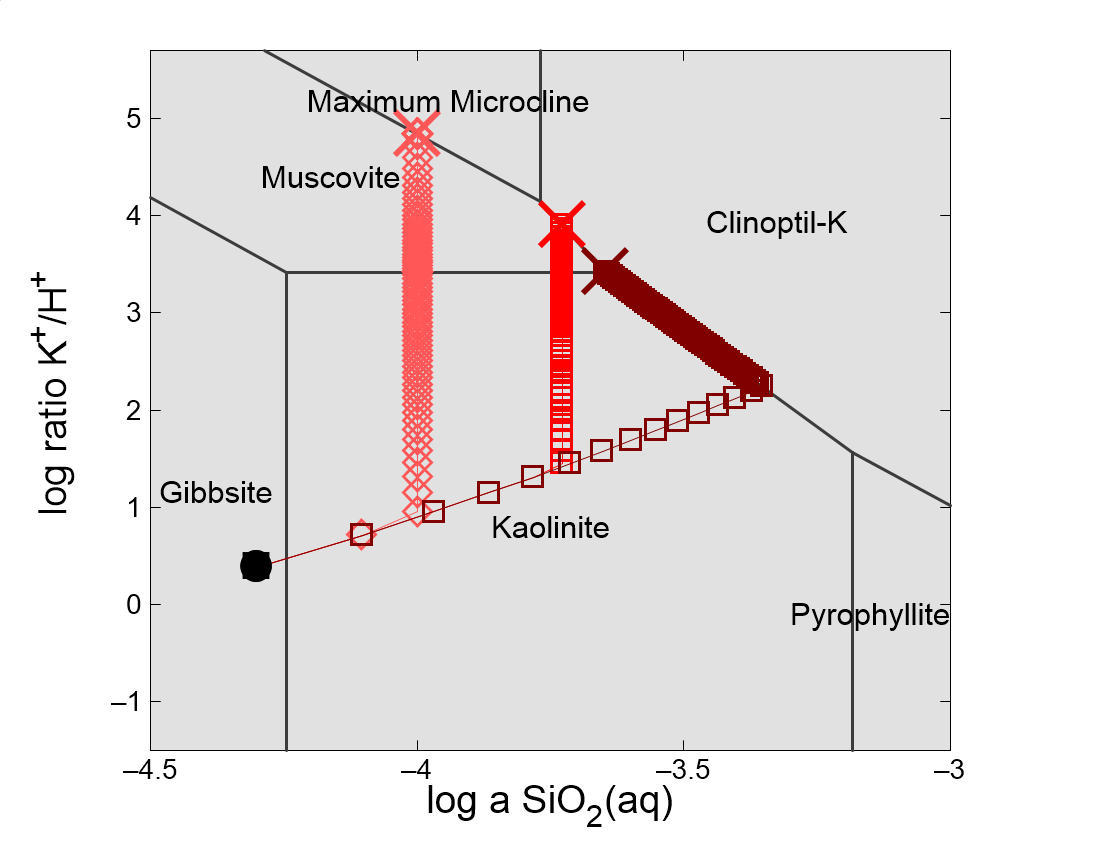 Maximum Microcline
Muscovite
Clinoptil-K
Gibbsite
Kaolinite
Pyrophyllite
5
4
3
2
1
0
–1
–4.5
–4
–3.5
–3
log ratio K⁺/H⁺
log a SiO₂(aq)